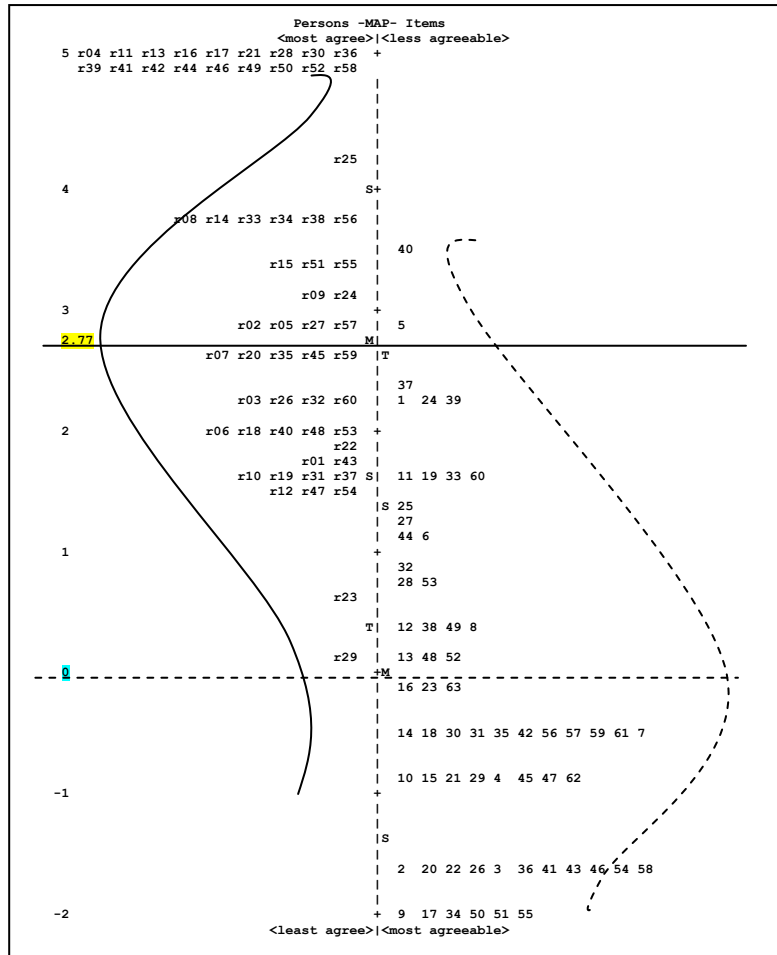 Persons -MAP- Items
<most agree>|<less agreeable>
5 r04 r11 r13 r16 r17 r21 r28 r30 r36 +
r39 r41 r42 r44 r46 r49 r50 r52 r58
r25
4 S+
r08 r14 r33 r34 r38 r56
40
r15 r51 r55
r09 r24
3 +
r02 r05 r27 r57 | 5
2.77 M|
r07 r20 r35 r45 r59 |T
37
r03 r26 r32 r60 | 1 24 39
2 r06 r18 r40 r48 r53 +
r22 |
r01 r43 |
r10 r19 r31 r37 S| 11 19 33 60
r12 r47 r54 |
|S 25
| 27
| 44 6
1 +
| 32
| 28 53
r23 |
T| 12 38 49 8
r29 | 13 48 52
0 +M
| 16 23 63
| 14 18 30 31 35 42 56 57 59 61 7
| 10 15 21 29 4 45 47 62
-1 +
|S
| 2 20 22 26 3 36 41 43 46 54 58
-2 + 9 17 34 50 51 55
<least agree>|<most agreeable>